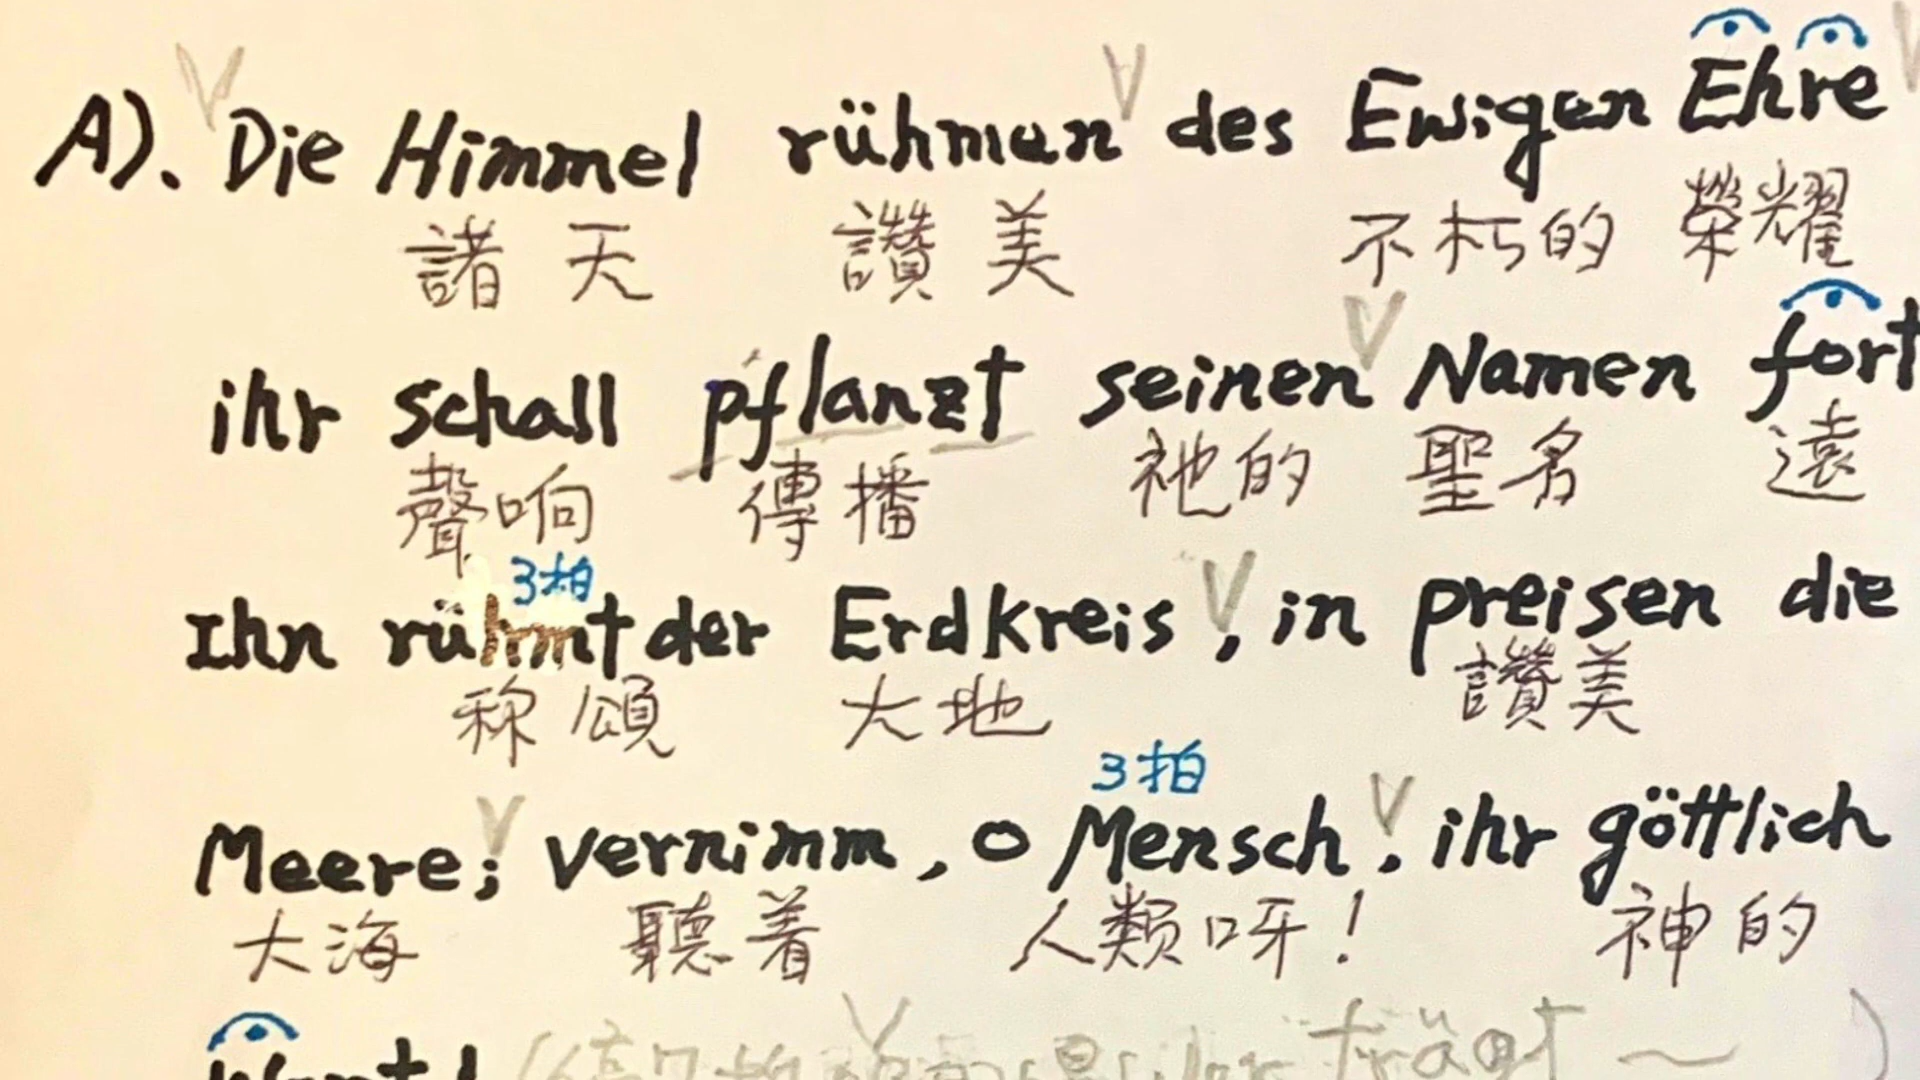 A). Die Himmel rühmen des Ewigen Ehre
諸天 讚美 不朽的 榮耀
ihr schall pflanzt seinen Namen fort
聲响 傳播 祂的 聖名 遠
3拍
Ihn rühmt der Erdkreis, in preisen die
称頌 大地 讚美
3拍
Meere; vernimm, o Mensch, ihr göttlich
大海 聽着 人類呀! 神的
Wort! trägt